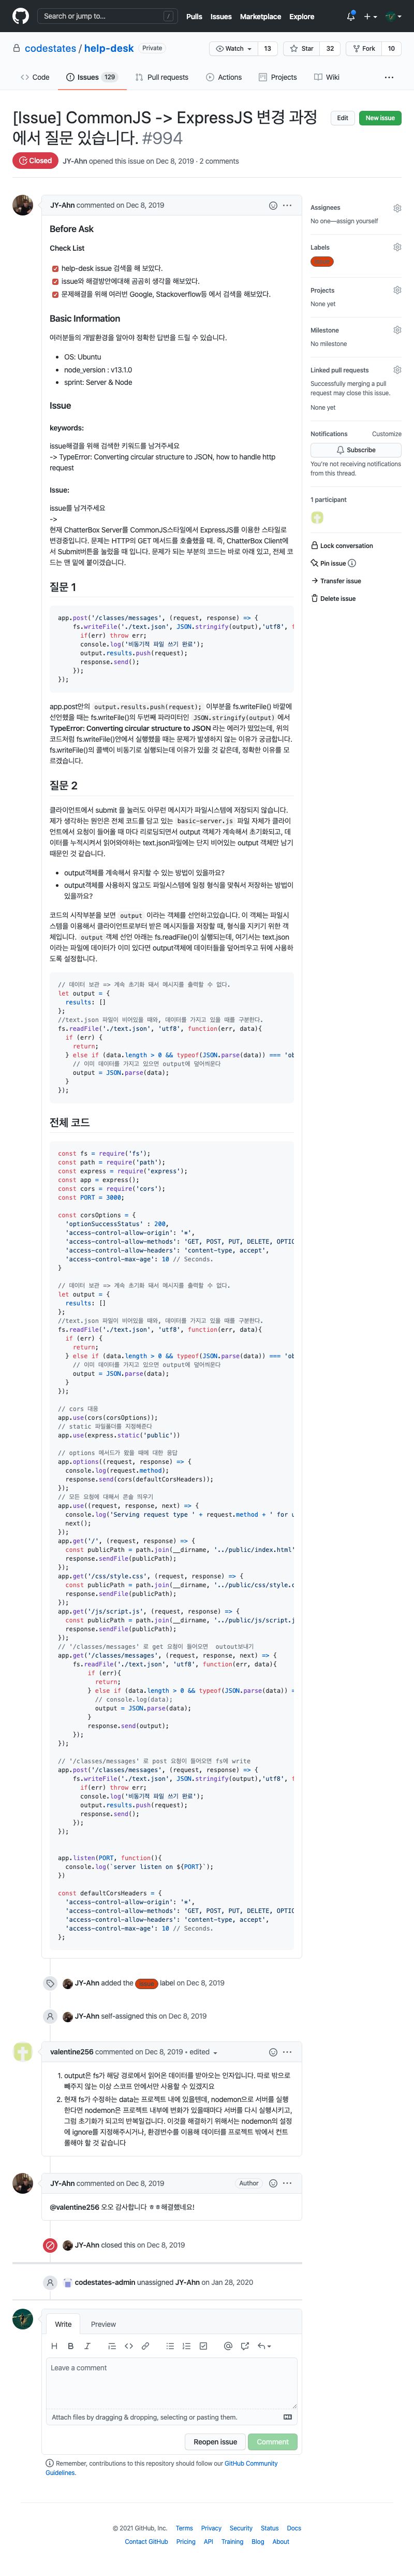 Search or jump to...
/
Pulls Issues Marketplace Explore
codestates / help-desk Private
Watch 13 Star 32 Fork 10
Code Issues 129 Pull requests Actions Projects Wiki
[Issue] CommonJS -> ExpressJS 변경 과정
에서 질문 있습니다. #994
Edit New issue
Closed JY-Ahn opened this issue on Dec 8, 2019 · 2 comments
JY-Ahn commented on Dec 8, 2019
Before Ask
Check List
help-desk issue 검색을 해 보았다.
issue와 해결방안에대해 곰곰히 생각을 해보았다.
문제해결을 위해 여러번 Google, Stackoverflow등 에서 검색을 해보았다.
Basic Information
여러분들의 개발환경을 알아야 정확한 답변을 드릴 수 있습니다.
OS: Ubuntu
node_version : v13.1.0
sprint: Server & Node
Issue
keywords:
issue해결을 위해 검색한 키워드를 남겨주세요
-> TypeError: Converting circular structure to JSON, how to handle http
request
Issue:
issue를 남겨주세요
->
현재 ChatterBox Server를 CommonJS스타일에서 ExpressJS를 이용한 스타일로
변경중입니다. 문제는 HTTP의 GET 메서드를 호출했을 때, 즉, ChatterBox Client에
서 Submit버튼을 눌렀을 때 입니다. 문제가 되는 부분의 코드는 바로 아래 있고, 전체 코
드는 맨 밑에 붙이겠습니다.
질문 1
app.post('/classes/messages', (request, response) => {
fs.writeFile('./text.json', JSON.stringify(output),'utf8',
if(err) throw err;
console.log('비동기적 파일 쓰기 완료');
output.results.push(request);
response.send();
});
});
app.post안의 output.results.push(request); 이부분을 fs.writeFile() 바깥에
선언했을 때는 fs.writeFile()의 두번째 파라미터인 JSON.stringify(output) 에서
TypeError: Converting circular structure to JSON 라는 에러가 떴었는데, 위의
코드처럼 fs.writeFile()안에서 실행했을 때는 문제가 발생하지 않는 이유가 궁금합니다.
fs.writeFile()의 콜백이 비동기로 실행되는데 이유가 있을 것 같은데, 정확한 이유를 모
르겠습니다.
질문 2
클라이언트에서 submit 을 눌러도 아무런 메시지가 파일시스템에 저장되지 않습니다.
제가 생각하는 원인은 전체 코드를 담고 있는 basic-server.js 파일 자체가 클라이
언트에서 요청이 들어올 때 마다 리로딩되면서 output 객체가 계속해서 초기화되고, 데
이터를 누적시켜서 읽어와야하는 text.json파일에는 단지 비어있는 output 객체만 남기
때문인 것 같습니다.
output객체를 계속해서 유지할 수 있는 방법이 있을까요?
output객체를 사용하지 않고도 파일시스템에 일정 형식을 맞춰서 저장하는 방법이
있을까요?
코드의 시작부분을 보면 output 이라는 객체를 선언하고있습니다. 이 객체는 파일시
스템을 이용해서 클라이언트로부터 받은 메시지들을 저장할 때, 형식을 지키기 위한 객
체입니다. output 객체 선언 아래는 fs.readFile()이 실행되는데, 여기서는 text.json
이라는 파일에 데이터가 이미 있다면 output객체에 데이터들을 덮어씌우고 뒤에 사용하
도록 설정합니다.
// 데이터 보관 => 계속 초기화 돼서 메시지를 출력할 수 없다.
let output = {
results: []
};
//text.json 파일이 비어있을 때와, 데이터를 가지고 있을 때를 구분한다.
fs.readFile('./text.json', 'utf8', function(err, data){
if (err) {
return;
} else if (data.length > 0 && typeof(JSON.parse(data)) === 'ob
// 이미 데이터를 가지고 있으면 output에 덮어씌운다
output = JSON.parse(data);
}
});
전체 코드
const fs = require('fs');
const path = require('path');
const express = require('express');
const app = express();
const cors = require('cors');
const PORT = 3000;
const corsOptions = {
'optionSuccessStatus' : 200,
'access-control-allow-origin': '*',
'access-control-allow-methods': 'GET, POST, PUT, DELETE, OPTIO
'access-control-allow-headers': 'content-type, accept',
'access-control-max-age': 10 // Seconds.
}
// 데이터 보관 => 계속 초기화 돼서 메시지를 출력할 수 없다.
let output = {
results: []
};
//text.json 파일이 비어있을 때와, 데이터를 가지고 있을 때를 구분한다.
fs.readFile('./text.json', 'utf8', function(err, data){
if (err) {
return;
} else if (data.length > 0 && typeof(JSON.parse(data)) === 'ob
// 이미 데이터를 가지고 있으면 output에 덮어씌운다
output = JSON.parse(data);
}
});
// cors 대응
app.use(cors(corsOptions));
// static 파일폴더를 지정해준다
app.use(express.static('public'))
// options 메서드가 왔을 때에 대한 응답
app.options((request, response) => {
console.log(request.method);
response.send(cors(defaultCorsHeaders));
});
// 모든 요청에 대해서 콘솔 띄우기
app.use((request, response, next) => {
console.log('Serving request type ' + request.method + ' for u
next();
});
app.get('/', (request, response) => {
const publicPath = path.join(__dirname, '../public/index.html'
response.sendFile(publicPath);
});
app.get('/css/style.css', (request, response) => {
const publicPath = path.join(__dirname, '../public/css/style.c
response.sendFile(publicPath);
});
app.get('/js/script.js', (request, response) => {
const publicPath = path.join(__dirname, '../public/js/script.j
response.sendFile(publicPath);
});
// '/classes/messages' 로 get 요청이 들어오면 outout보내기
app.get('/classes/messages', (request, response, next) => {
fs.readFile('./text.json', 'utf8', function(err, data){
if (err){
return;
} else if (data.length > 0 && typeof(JSON.parse(data)) =
// console.log(data);
output = JSON.parse(data);
}
response.send(output);
});
});
// '/classes/messages' 로 post 요청이 들어오면 fs에 write
app.post('/classes/messages', (request, response) => {
fs.writeFile('./text.json', JSON.stringify(output),'utf8',
if(err) throw err;
console.log('비동기적 파일 쓰기 완료');
output.results.push(request);
response.send();
});
});
app.listen(PORT, function(){
console.log(`server listen on ${PORT}`);
})
const defaultCorsHeaders = {
'access-control-allow-origin': '*',
'access-control-allow-methods': 'GET, POST, PUT, DELETE, OPTIO
'access-control-allow-headers': 'content-type, accept',
'access-control-max-age': 10 // Seconds.
};
JY-Ahn added the label on Dec 8, 2019
JY-Ahn self-assigned this on Dec 8, 2019
valentine256 commented on Dec 8, 2019 • edited
1. output은 fs가 해당 경로에서 읽어온 데이터를 받아오는 인자입니다. 따로 밖으로
빼주지 않는 이상 스코프 안에서만 사용할 수 있겠지요
2. 현재 fs가 수정하는 data는 프로젝트 내에 있을텐데, nodemon으로 서버를 실행
한다면 nodemon은 프로젝트 내부에 변화가 있을때마다 서버를 다시 실행시키고,
그럼 초기화가 되고의 반복일겁니다. 이것을 해결하기 위해서는 nodemon의 설정
에 ignore를 지정해주시거나, 환경변수를 이용해 데이터를 프로젝트 밖에서 컨트
롤해야 할 것 같습니다
JY-Ahn commented on Dec 8, 2019 Author
@valentine256 오오 감사합니다 ㅎㅎ해결했네요!
JY-Ahn closed this on Dec 8, 2019
codestates-admin unassigned JY-Ahn on Jan 28, 2020
Write Preview
Leave a comment
Attach files by dragging & dropping, selecting or pasting them.
Reopen issue Comment
Remember, contributions to this repository should follow our GitHub Community
Guidelines.
Assignees
No one—assign yourself
Labels
Projects
None yet
Milestone
No milestone
Linked pull requests
Successfully merging a pull
request may close this issue.
None yet
Notifications Customize
Subscribe
You're not receiving notifications
from this thread.
1 participant
Lock conversation
Pin issue
Transfer issue
Delete issue
© 2021 GitHub, Inc. Terms Privacy Security Status Docs
Contact GitHub Pricing API Training Blog About